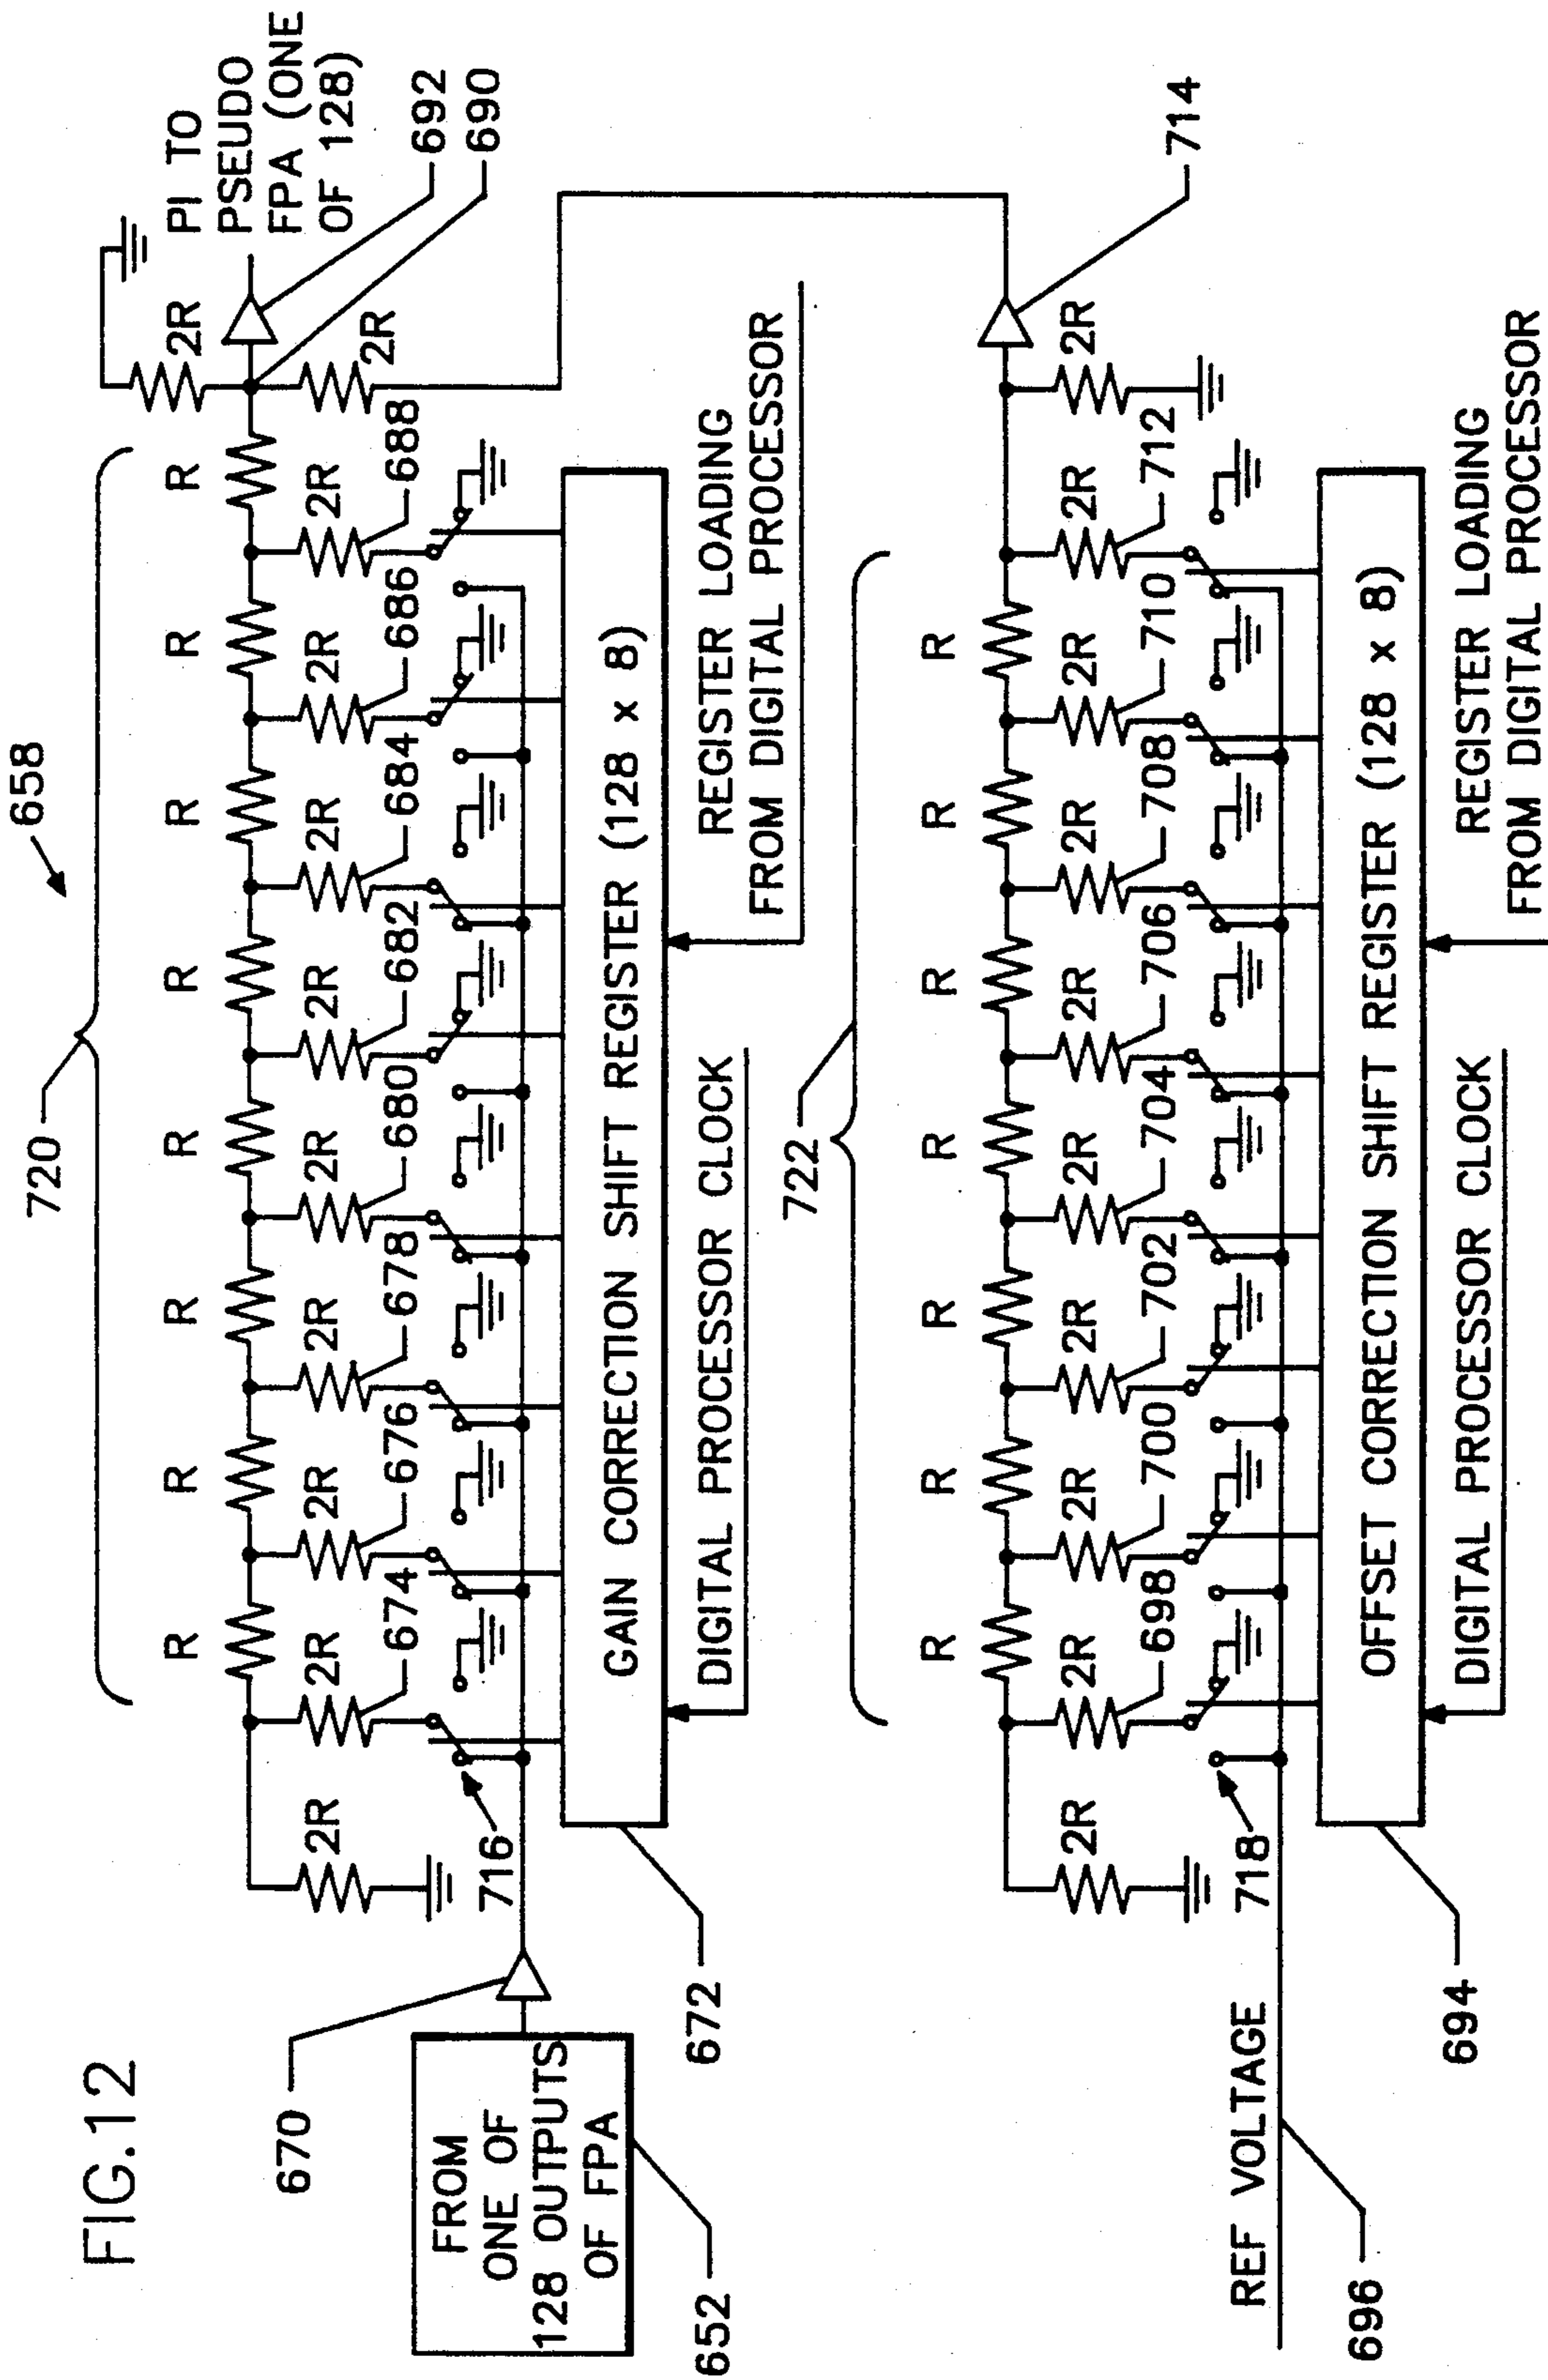 FIG.12
658
720
R
R
R
R
R
R
R
R
2R
PI TO
PSEUDO
FPA (ONE
OF 128)
692
690
2R
2R
2R
2R
2R
2R
2R
2R
2R
2R
674
676
678
680
682
684
686
688
2R
716
670
FROM
ONE OF
128 OUTPUTS
OF FPA
652
672
GAIN CORRECTION SHIFT REGISTER (128 x 8)
DIGITAL PROCESSOR CLOCK
REGISTER LOADING
FROM DIGITAL PROCESSOR
722
R
R
R
R
R
R
R
714
2R
2R
2R
2R
2R
2R
2R
2R
2R
2R
698
700
702
704
706
708
710
712
718
REF VOLTAGE
696
694
OFFSET CORRECTION SHIFT REGISTER (128 x 8)
DIGITAL PROCESSOR CLOCK
REGISTER LOADING
FROM DIGITAL PROCESSOR